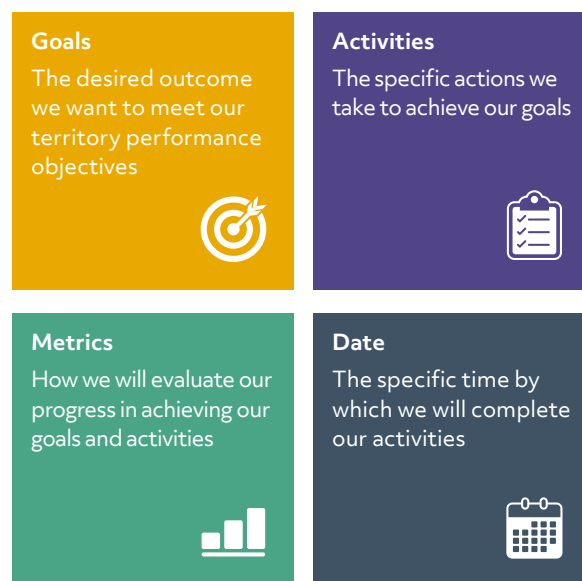 Goals
The desired outcome
we want to meet our
territory performance
objectives
Activities
The specific actions we
take to achieve our goals
Metrics
How we will evaluate our
progress in achieving our
goals and activities
Date
The specific time by
which we will complete
our activities